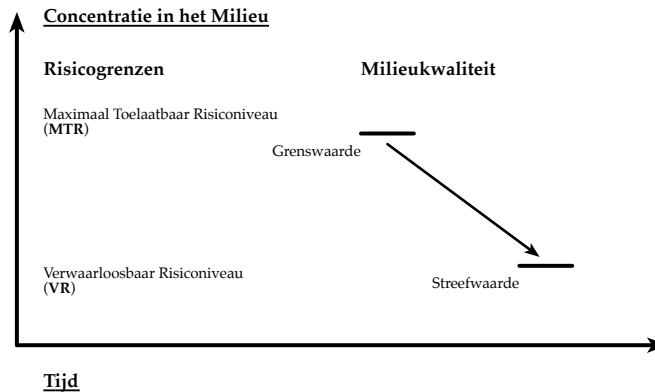 Concentratie in het Milieu
Risicogrenzen
Milieukwaliteit
Maximaal Toelaatbaar Risiconiveau
(MTR)
Grenswaarde
Verwaarloosbaar Risiconiveau
(VR)
Streefwaarde
Tijd